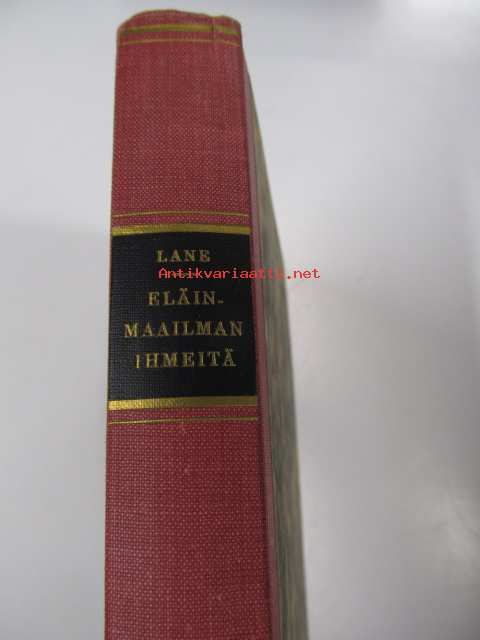 LANE
Antikvariaatti.net
ELÄIN-
MAAILMAN
IHMEITÄ